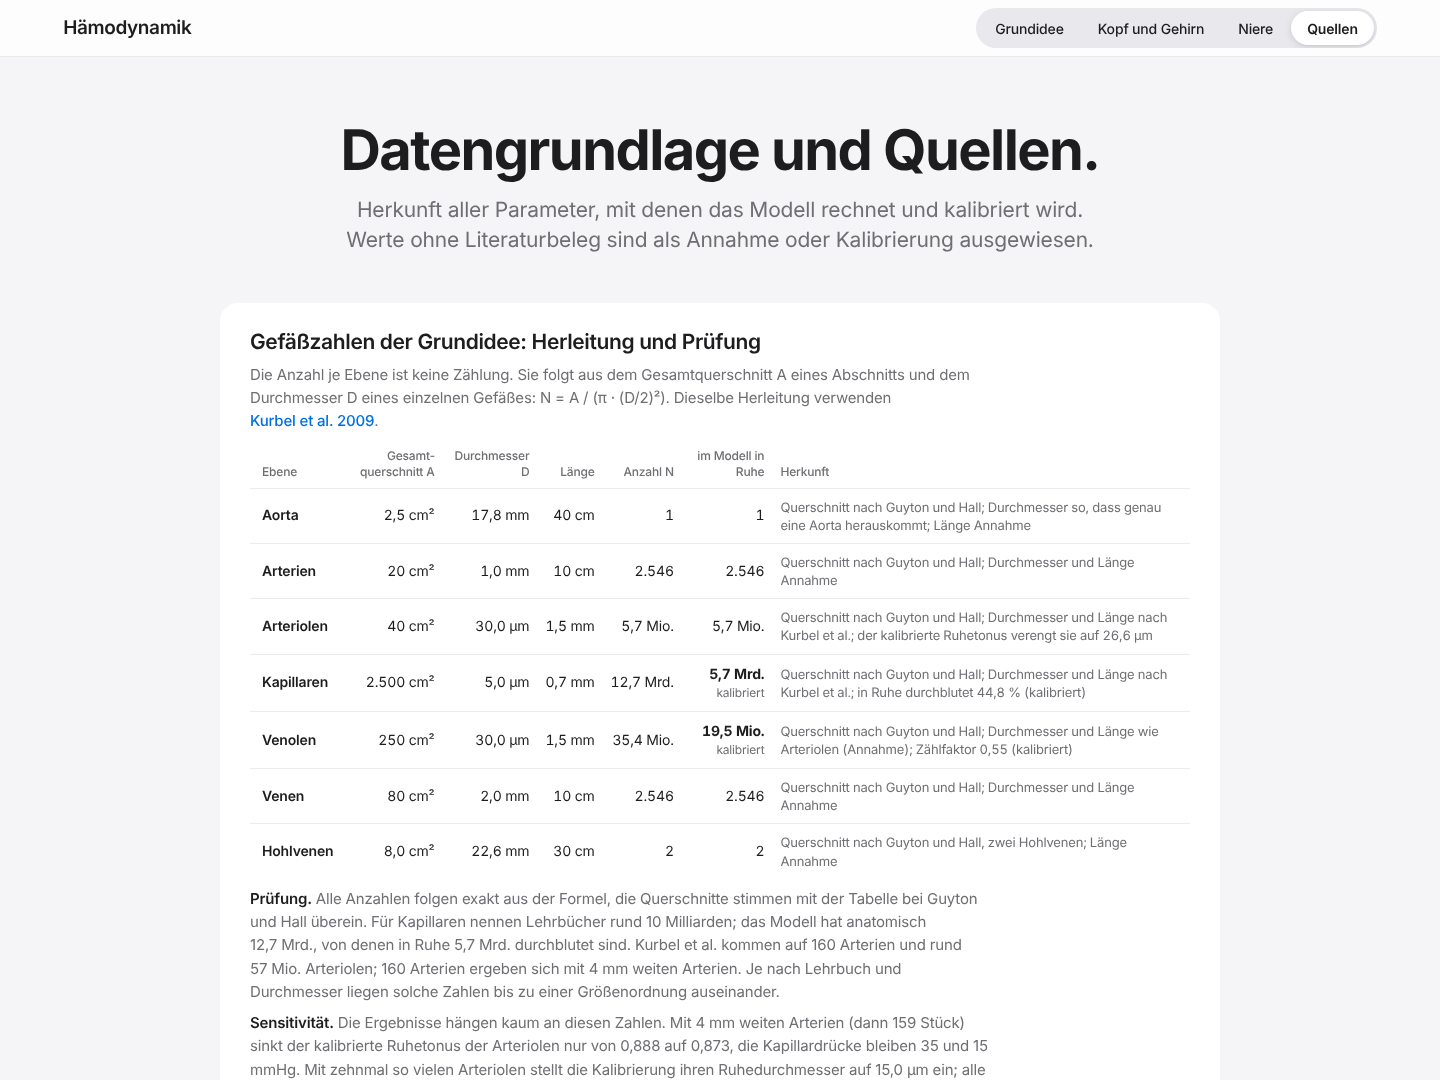 Hämodynamik
Grundidee Kopf und Gehirn Niere Quellen
Datengrundlage und Quellen.
Herkunft aller Parameter, mit denen das Modell rechnet und kalibriert wird.
Werte ohne Literaturbeleg sind als Annahme oder Kalibrierung ausgewiesen.
Gefäßzahlen der Grundidee: Herleitung und Prüfung
Die Anzahl je Ebene ist keine Zählung. Sie folgt aus dem Gesamtquerschnitt A eines Abschnitts und dem
Durchmesser D eines einzelnen Gefäßes: N = A / (π · (D/2)²). Dieselbe Herleitung verwenden
Kurbel et al. 2009.
Gesamt- Durchmesser im Modell in
Ebene querschnitt A D Länge Anzahl N Ruhe Herkunft
Aorta 2,5 cm² 17,8 mm 40 cm 1 1 Querschnitt nach Guyton und Hall; Durchmesser so, dass genau
eine Aorta herauskommt; Länge Annahme
Arterien 20 cm² 1,0 mm 10 cm 2.546 2.546 Querschnitt nach Guyton und Hall; Durchmesser und Länge
Annahme
Arteriolen 40 cm² 30,0 µm 1,5 mm 5,7 Mio. 5,7 Mio. Querschnitt nach Guyton und Hall; Durchmesser und Länge nach
Kurbel et al.; der kalibrierte Ruhetonus verengt sie auf 26,6 µm
Kapillaren 2.500 cm² 5,0 µm 0,7 mm 12,7 Mrd. 5,7 Mrd. Querschnitt nach Guyton und Hall; Durchmesser und Länge nach
kalibriert Kurbel et al.; in Ruhe durchblutet 44,8 % (kalibriert)
Venolen 250 cm² 30,0 µm 1,5 mm 35,4 Mio. 19,5 Mio. Querschnitt nach Guyton und Hall; Durchmesser und Länge wie
kalibriert Arteriolen (Annahme); Zählfaktor 0,55 (kalibriert)
Venen 80 cm² 2,0 mm 10 cm 2.546 2.546 Querschnitt nach Guyton und Hall; Durchmesser und Länge
Annahme
Hohlvenen 8,0 cm² 22,6 mm 30 cm 2 2 Querschnitt nach Guyton und Hall, zwei Hohlvenen; Länge
Annahme
Prüfung. Alle Anzahlen folgen exakt aus der Formel, die Querschnitte stimmen mit der Tabelle bei Guyton
und Hall überein. Für Kapillaren nennen Lehrbücher rund 10 Milliarden; das Modell hat anatomisch
12,7 Mrd., von denen in Ruhe 5,7 Mrd. durchblutet sind. Kurbel et al. kommen auf 160 Arterien und rund
57 Mio. Arteriolen; 160 Arterien ergeben sich mit 4 mm weiten Arterien. Je nach Lehrbuch und
Durchmesser liegen solche Zahlen bis zu einer Größenordnung auseinander.
Sensitivität. Die Ergebnisse hängen kaum an diesen Zahlen. Mit 4 mm weiten Arterien (dann 159 Stück)
sinkt der kalibrierte Ruhetonus der Arteriolen nur von 0,888 auf 0,873, die Kapillardrücke bleiben 35 und 15
mmHg. Mit zehnmal so vielen Arteriolen stellt die Kalibrierung ihren Ruhedurchmesser auf 15,0 µm ein; alle